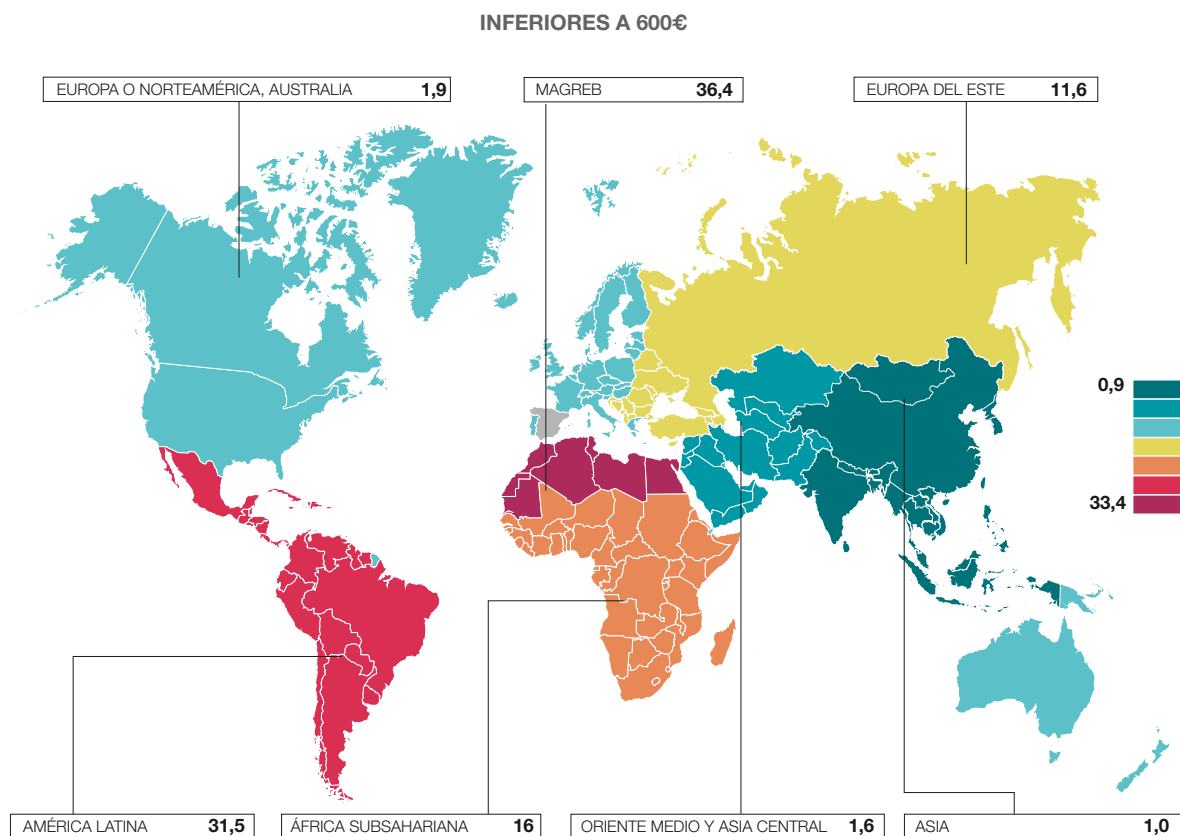 INFERIORES A 600€
EUROPA O NORTEAMÉRICA, AUSTRALIA 1,9
MAGREB 36,4
EUROPA DEL ESTE 11,6
0,9
33,4
AMÉRICA LATINA 31,5
ÁFRICA SUBSAHARIANA 16
ORIENTE MEDIO Y ASIA CENTRAL 1,6
ASIA 1,0